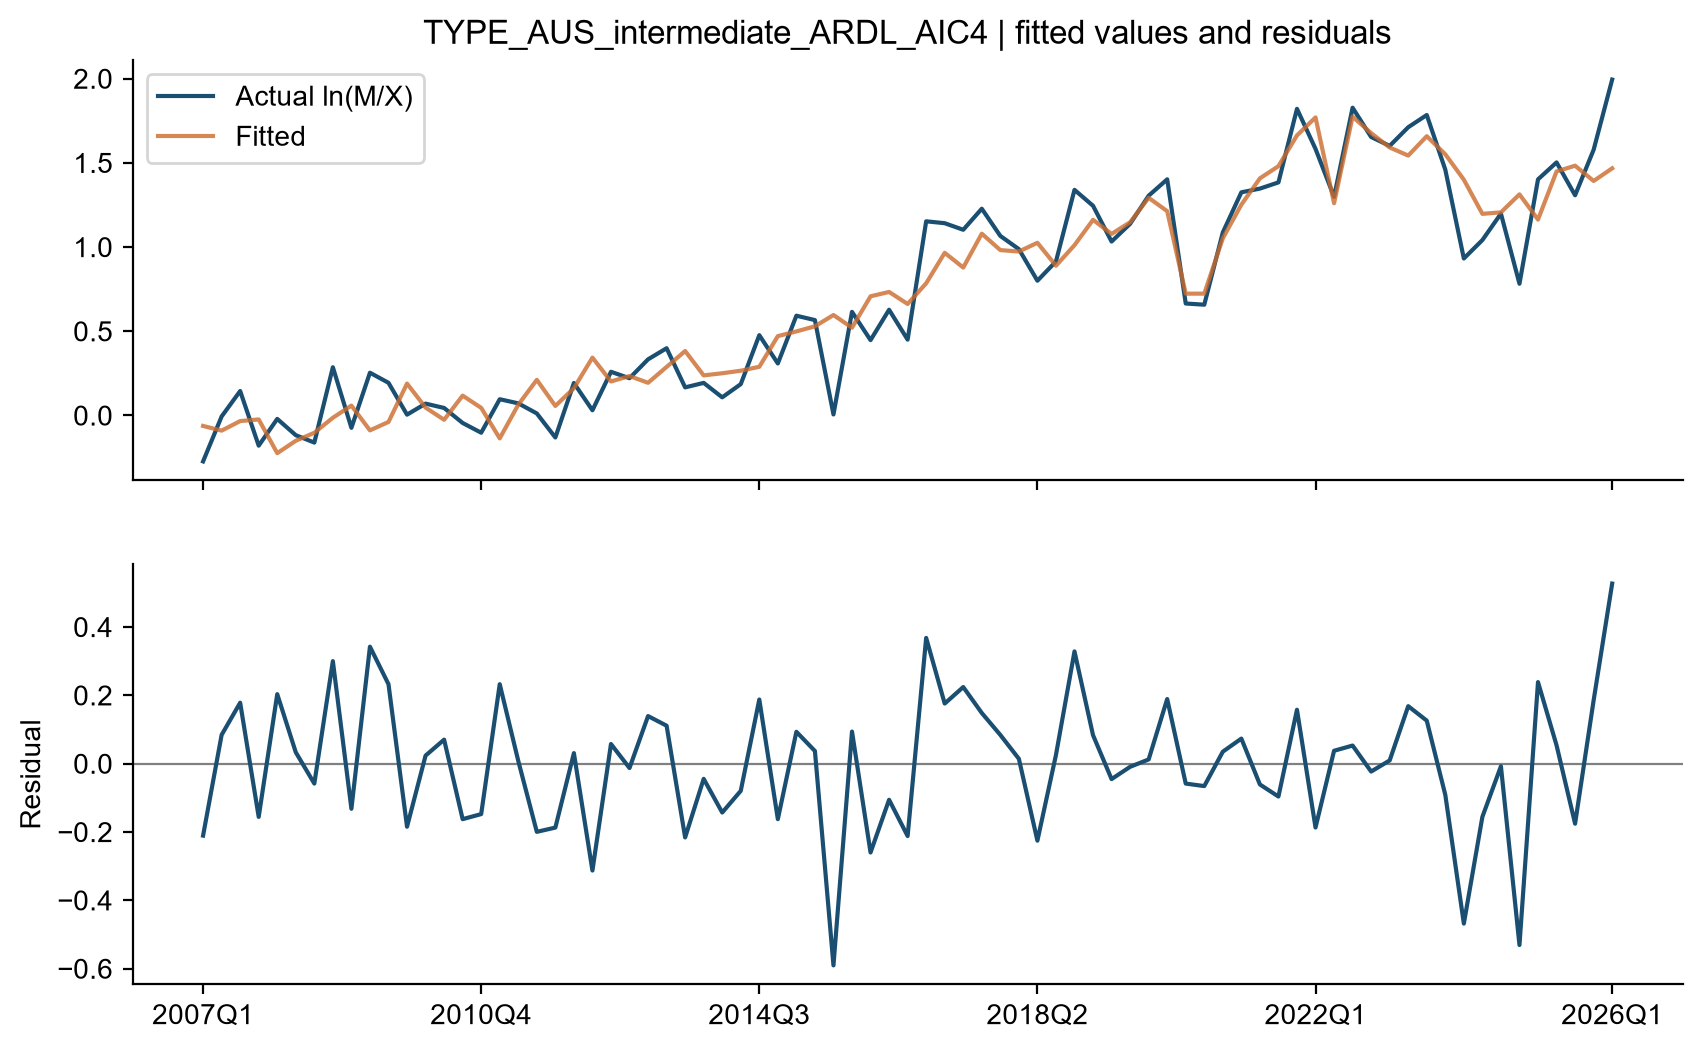 TYPE_AUS_intermediate_ARDL_AIC4 | fitted values and residuals
Actual ln(M/X)
Fitted
2.0
1.5
1.0
0.5
0.0
Residual
0.4
0.2
0.0
−0.2
−0.4
−0.6
2007Q1 2010Q4 2014Q3 2018Q2 2022Q1 2026Q1